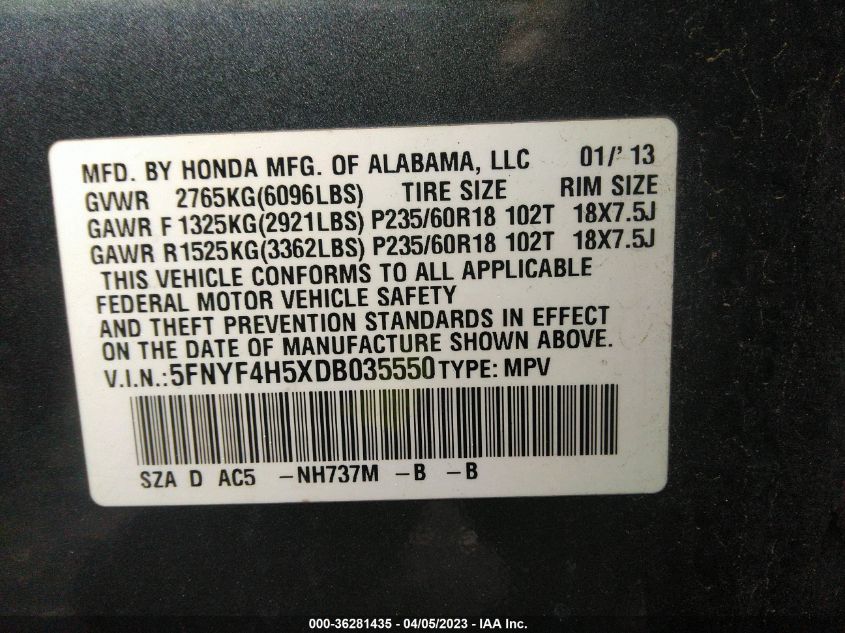 MFD. BY HONDA MFG. OF ALABAMA, LLC 01/'13
GVWR 2765KG(6096LBS) TIRE SIZE RIM SIZE
GAWR F 1325KG(2921LBS) P235/60R18 102T 18X7.5J
GAWR R1525KG(3362LBS) P235/60R18 102T 18X7.5J
THIS VEHICLE CONFORMS TO ALL APPLICABLE
FEDERAL MOTOR VEHICLE SAFETY
AND THEFT PREVENTION STANDARDS IN EFFECT
ON THE DATE OF MANUFACTURE SHOWN ABOVE.
V.I.N.:5FNYF4H5XDB035550 TYPE: MPV
SZA D AC5 -NH737M -B -B
000-36281435 - 04/05/2023 - IAA Inc.